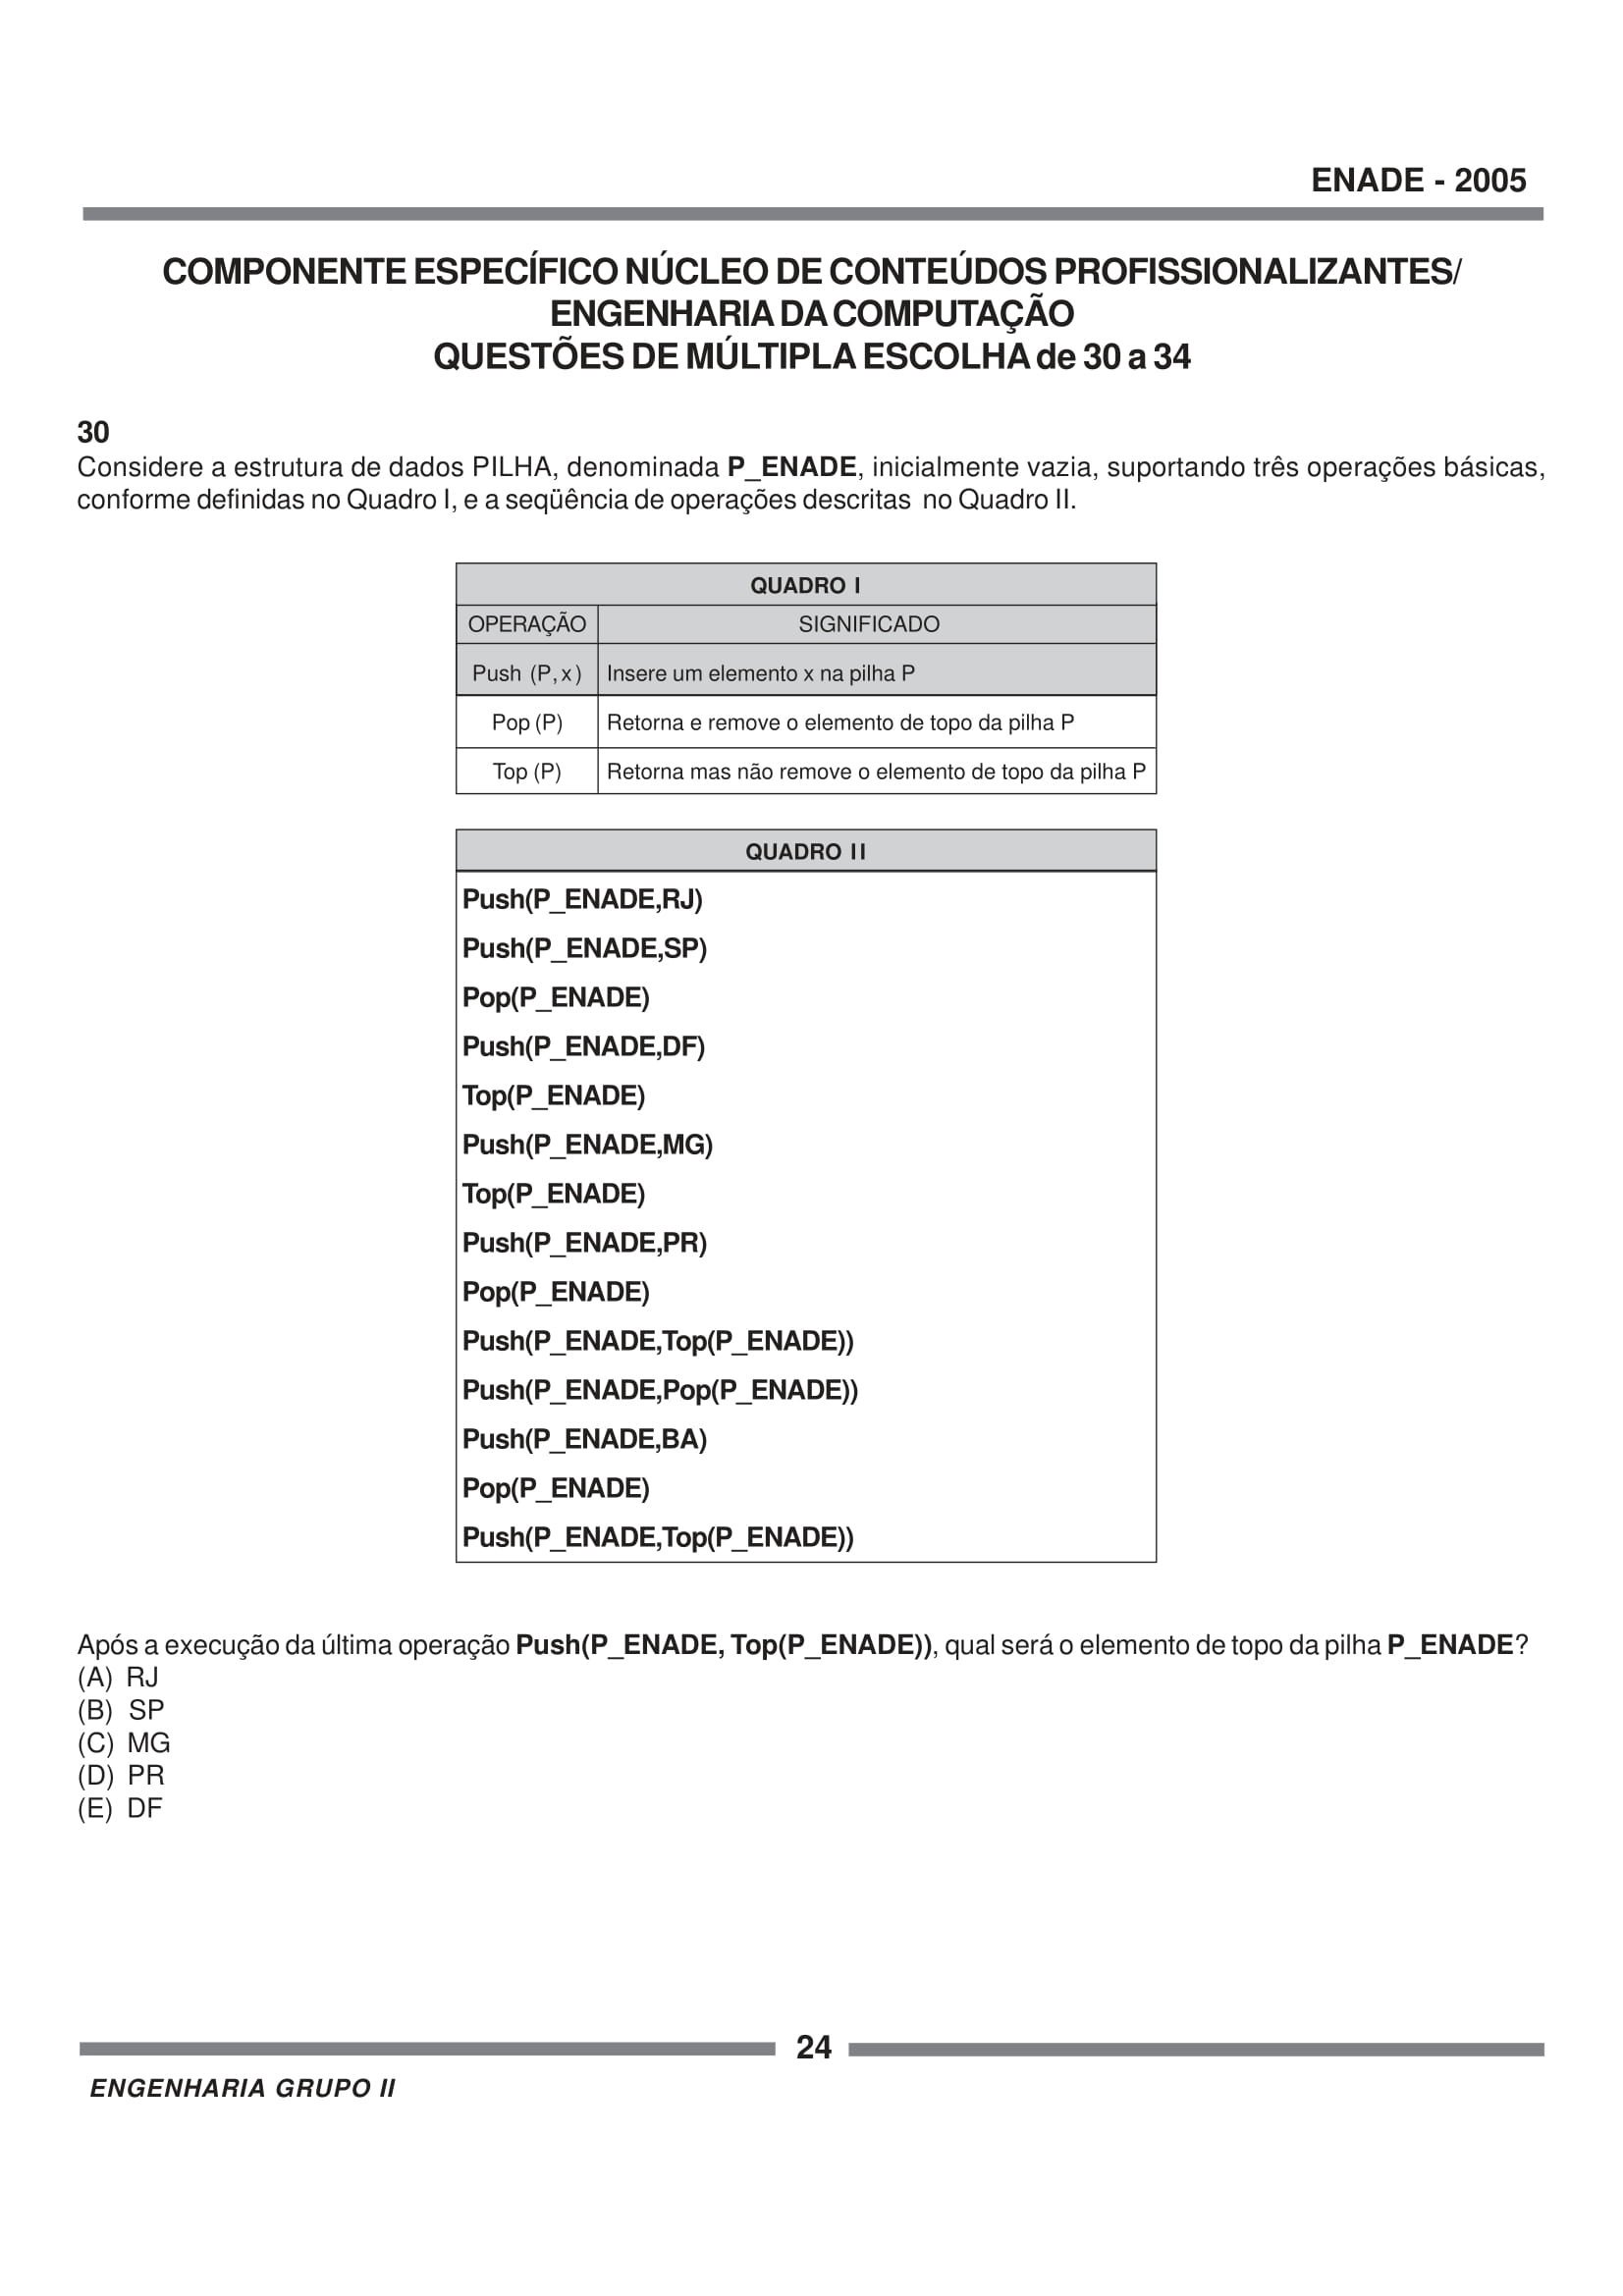 ENADE - 2005
COMPONENTE ESPECÍFICO NÚCLEO DE CONTEÚDOS PROFISSIONALIZANTES/
ENGENHARIA DA COMPUTAÇÃO
QUESTÕES DE MÚLTIPLA ESCOLHA de 30 a 34
30
Considere a estrutura de dados PILHA, denominada P_ENADE, inicialmente vazia, suportando três operações básicas,
conforme definidas no Quadro I, e a seqüência de operações descritas no Quadro II.
QUADRO I
OPERAÇÃO SIGNIFICADO
Push (P, x) Insere um elemento x na pilha P
Pop (P) Retorna e remove o elemento de topo da pilha P
Top (P) Retorna mas não remove o elemento de topo da pilha P
QUADRO II
Push(P_ENADE,RJ)
Push(P_ENADE,SP)
Pop(P_ENADE)
Push(P_ENADE,DF)
Top(P_ENADE)
Push(P_ENADE,MG)
Top(P_ENADE)
Push(P_ENADE,PR)
Pop(P_ENADE)
Push(P_ENADE,Top(P_ENADE))
Push(P_ENADE,Pop(P_ENADE))
Push(P_ENADE,BA)
Pop(P_ENADE)
Push(P_ENADE,Top(P_ENADE))
Após a execução da última operação Push(P_ENADE, Top(P_ENADE)), qual será o elemento de topo da pilha P_ENADE?
(A) RJ
(B) SP
(C) MG
(D) PR
(E) DF
24
ENGENHARIA GRUPO II